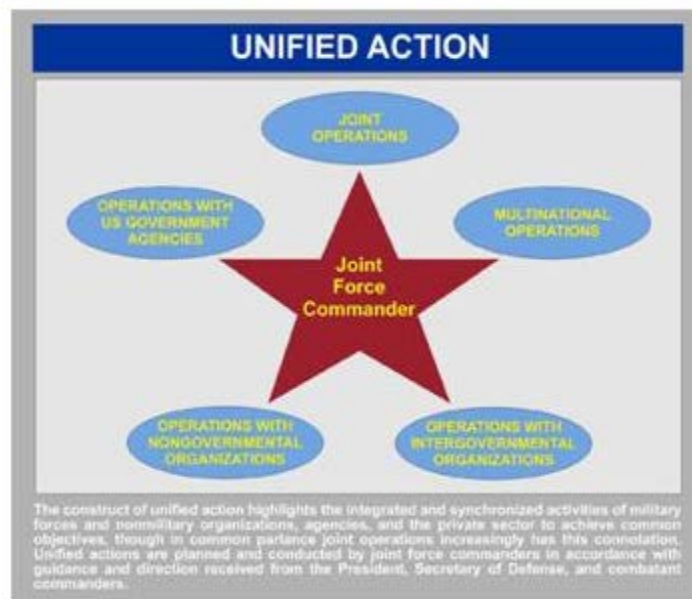 UNIFIED ACTION
JOINT
OPERATIONS
OPERATIONS WITH
US GOVERNMENT
AGENCIES
MULTINATIONAL
OPERATIONS
Joint
Force
Commander
OPERATIONS WITH
NONGOVERNMENTAL
ORGANIZATIONS
OPERATIONS WITH
INTERGOVERNMENTAL
ORGANIZATIONS
The construct of unified action highlights the integrated and synchronized activities of military
forces and nonmilitary organizations, agencies, and the private sector to achieve common
objectives, though in common parlance joint operations increasingly has this connotation.
Unified actions are planned and conducted by joint force commanders in accordance with
guidance and direction received from the President, Secretary of Defense, and combatant
commanders.